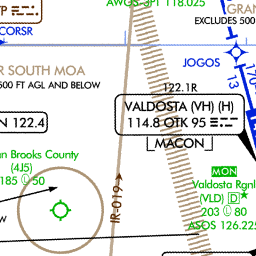 AWOS-3PT 118.025
GRAN
EXCLUDES 500
CORSR
JOGOS
R SOUTH MOA
500 FT AGL AND BELOW
13
170
122.1R
VALDOSTA (VH) (H)
114.8 OTK 95
N 122.4
MACON
an Brooks County
(4J5)
185 50
MON
Valdosta Rgnl
(VLD) D
203 80
ASOS 126.225
IR-019
W